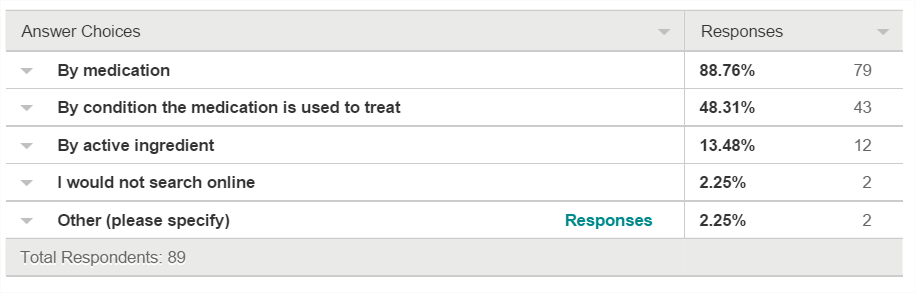 Answer Choices Responses
By medication 88.76% 79
By condition the medication is used to treat 48.31% 43
By active ingredient 13.48% 12
I would not search online 2.25% 2
Other (please specify) Responses 2.25% 2
Total Respondents: 89